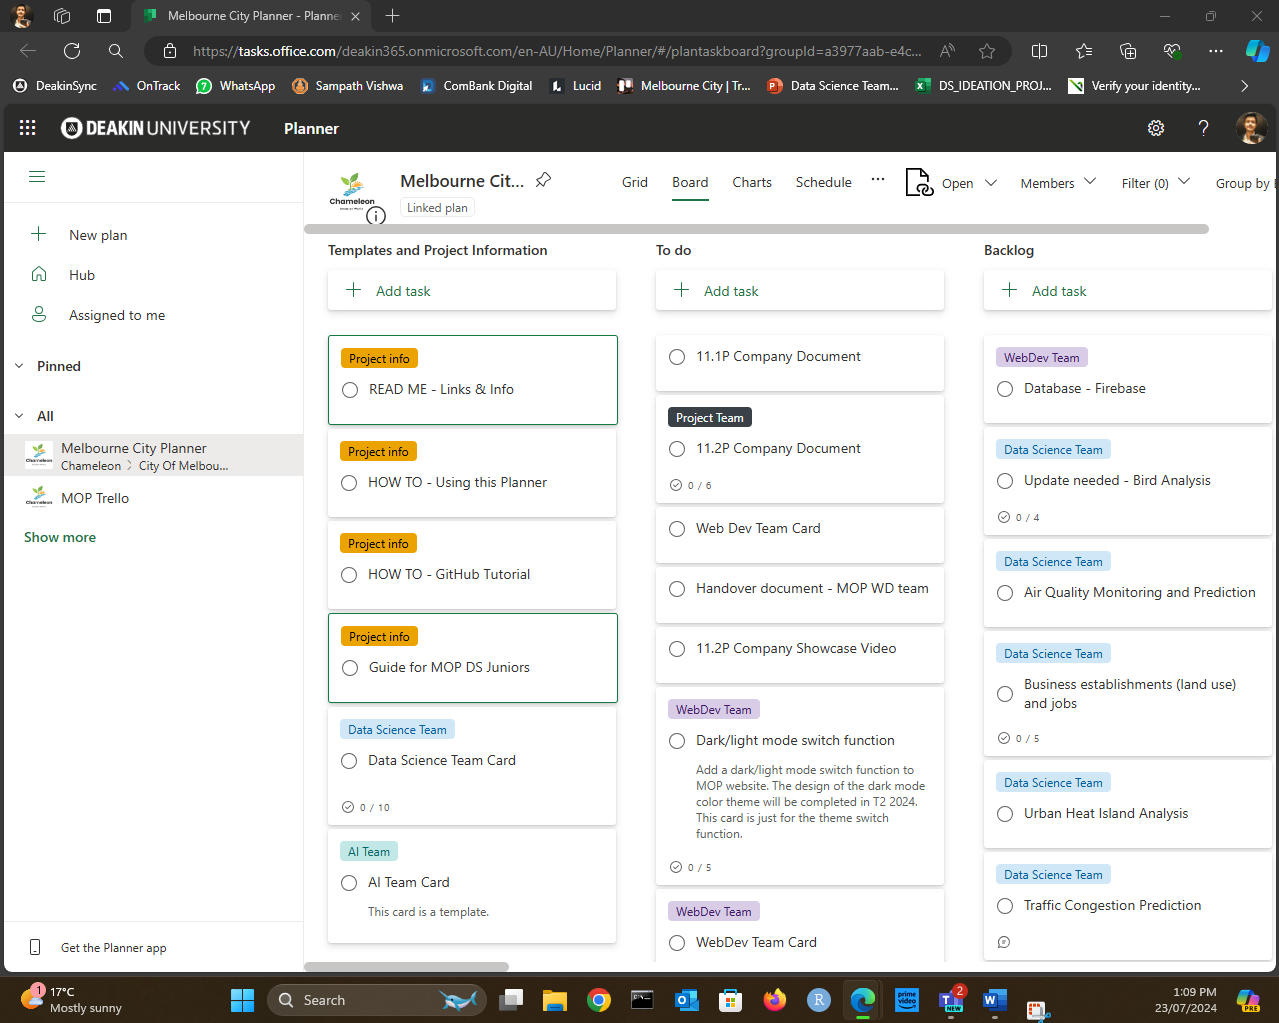 Melbourne City Planner - Planne
https://tasks.office.com/deakin365.onmicrosoft.com/en-AU/Home/Planner/#/plantaskboard?groupId=a3977aab-e4c...
DeakinSync OnTrack WhatsApp Sampath Vishwa ComBank Digital Lucid Melbourne City | Tr... Data Science Team... DS_IDEATION_PROJ... Verify your identity...
DEAKIN UNIVERSITY Planner
Melbourne Cit...
Linked plan
Chameleon
Grid Board Charts Schedule ... Open Members Filter (0) Group by
New plan
Hub
Assigned to me
Pinned
All
Melbourne City Planner
Chameleon > City Of Melbou...
MOP Trello
Show more
Get the Planner app
Templates and Project Information
Add task
Project info
READ ME - Links & Info
Project info
HOW TO - Using this Planner
Project info
HOW TO - GitHub Tutorial
Project info
Guide for MOP DS Juniors
Data Science Team
Data Science Team Card
0 / 10
AI Team
AI Team Card
This card is a template.
To do
Add task
11.1P Company Document
Project Team
11.2P Company Document
0 / 6
Web Dev Team Card
Handover document - MOP WD team
11.2P Company Showcase Video
WebDev Team
Dark/light mode switch function
Add a dark/light mode switch function to
MOP website. The design of the dark mode
color theme will be completed in T2 2024.
This card is just for the theme switch
function.
0 / 5
WebDev Team
WebDev Team Card
Backlog
Add task
WebDev Team
Database - Firebase
Data Science Team
Update needed - Bird Analysis
0 / 4
Data Science Team
Air Quality Monitoring and Prediction
Data Science Team
Business establishments (land use)
and jobs
0 / 5
Data Science Team
Urban Heat Island Analysis
Data Science Team
Traffic Congestion Prediction
1
17°C
Mostly sunny
Search
prime
video
2
NEW
1:09 PM
23/07/2024
PRE